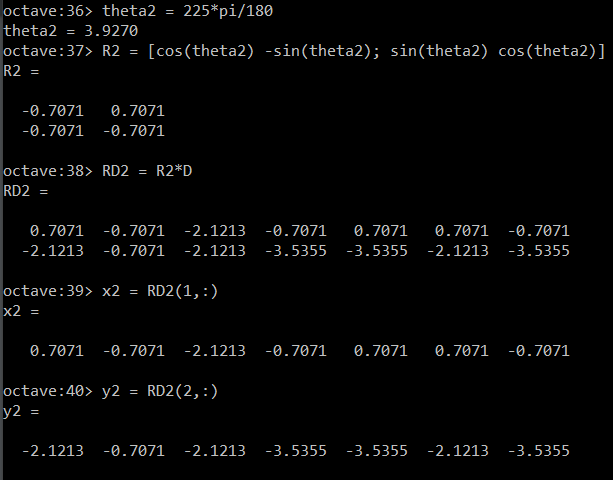 octave:36> theta2 = 225*pi/180
theta2 = 3.9270
octave:37> R2 = [cos(theta2) -sin(theta2); sin(theta2) cos(theta2)]
R2 =

  -0.7071   0.7071
  -0.7071  -0.7071

octave:38> RD2 = R2*D
RD2 =

   0.7071  -0.7071  -2.1213  -0.7071   0.7071   0.7071  -0.7071
  -2.1213  -0.7071  -2.1213  -3.5355  -3.5355  -2.1213  -3.5355

octave:39> x2 = RD2(1,:)
x2 =

   0.7071  -0.7071  -2.1213  -0.7071   0.7071   0.7071  -0.7071

octave:40> y2 = RD2(2,:)
y2 =

  -2.1213  -0.7071  -2.1213  -3.5355  -3.5355  -2.1213  -3.5355